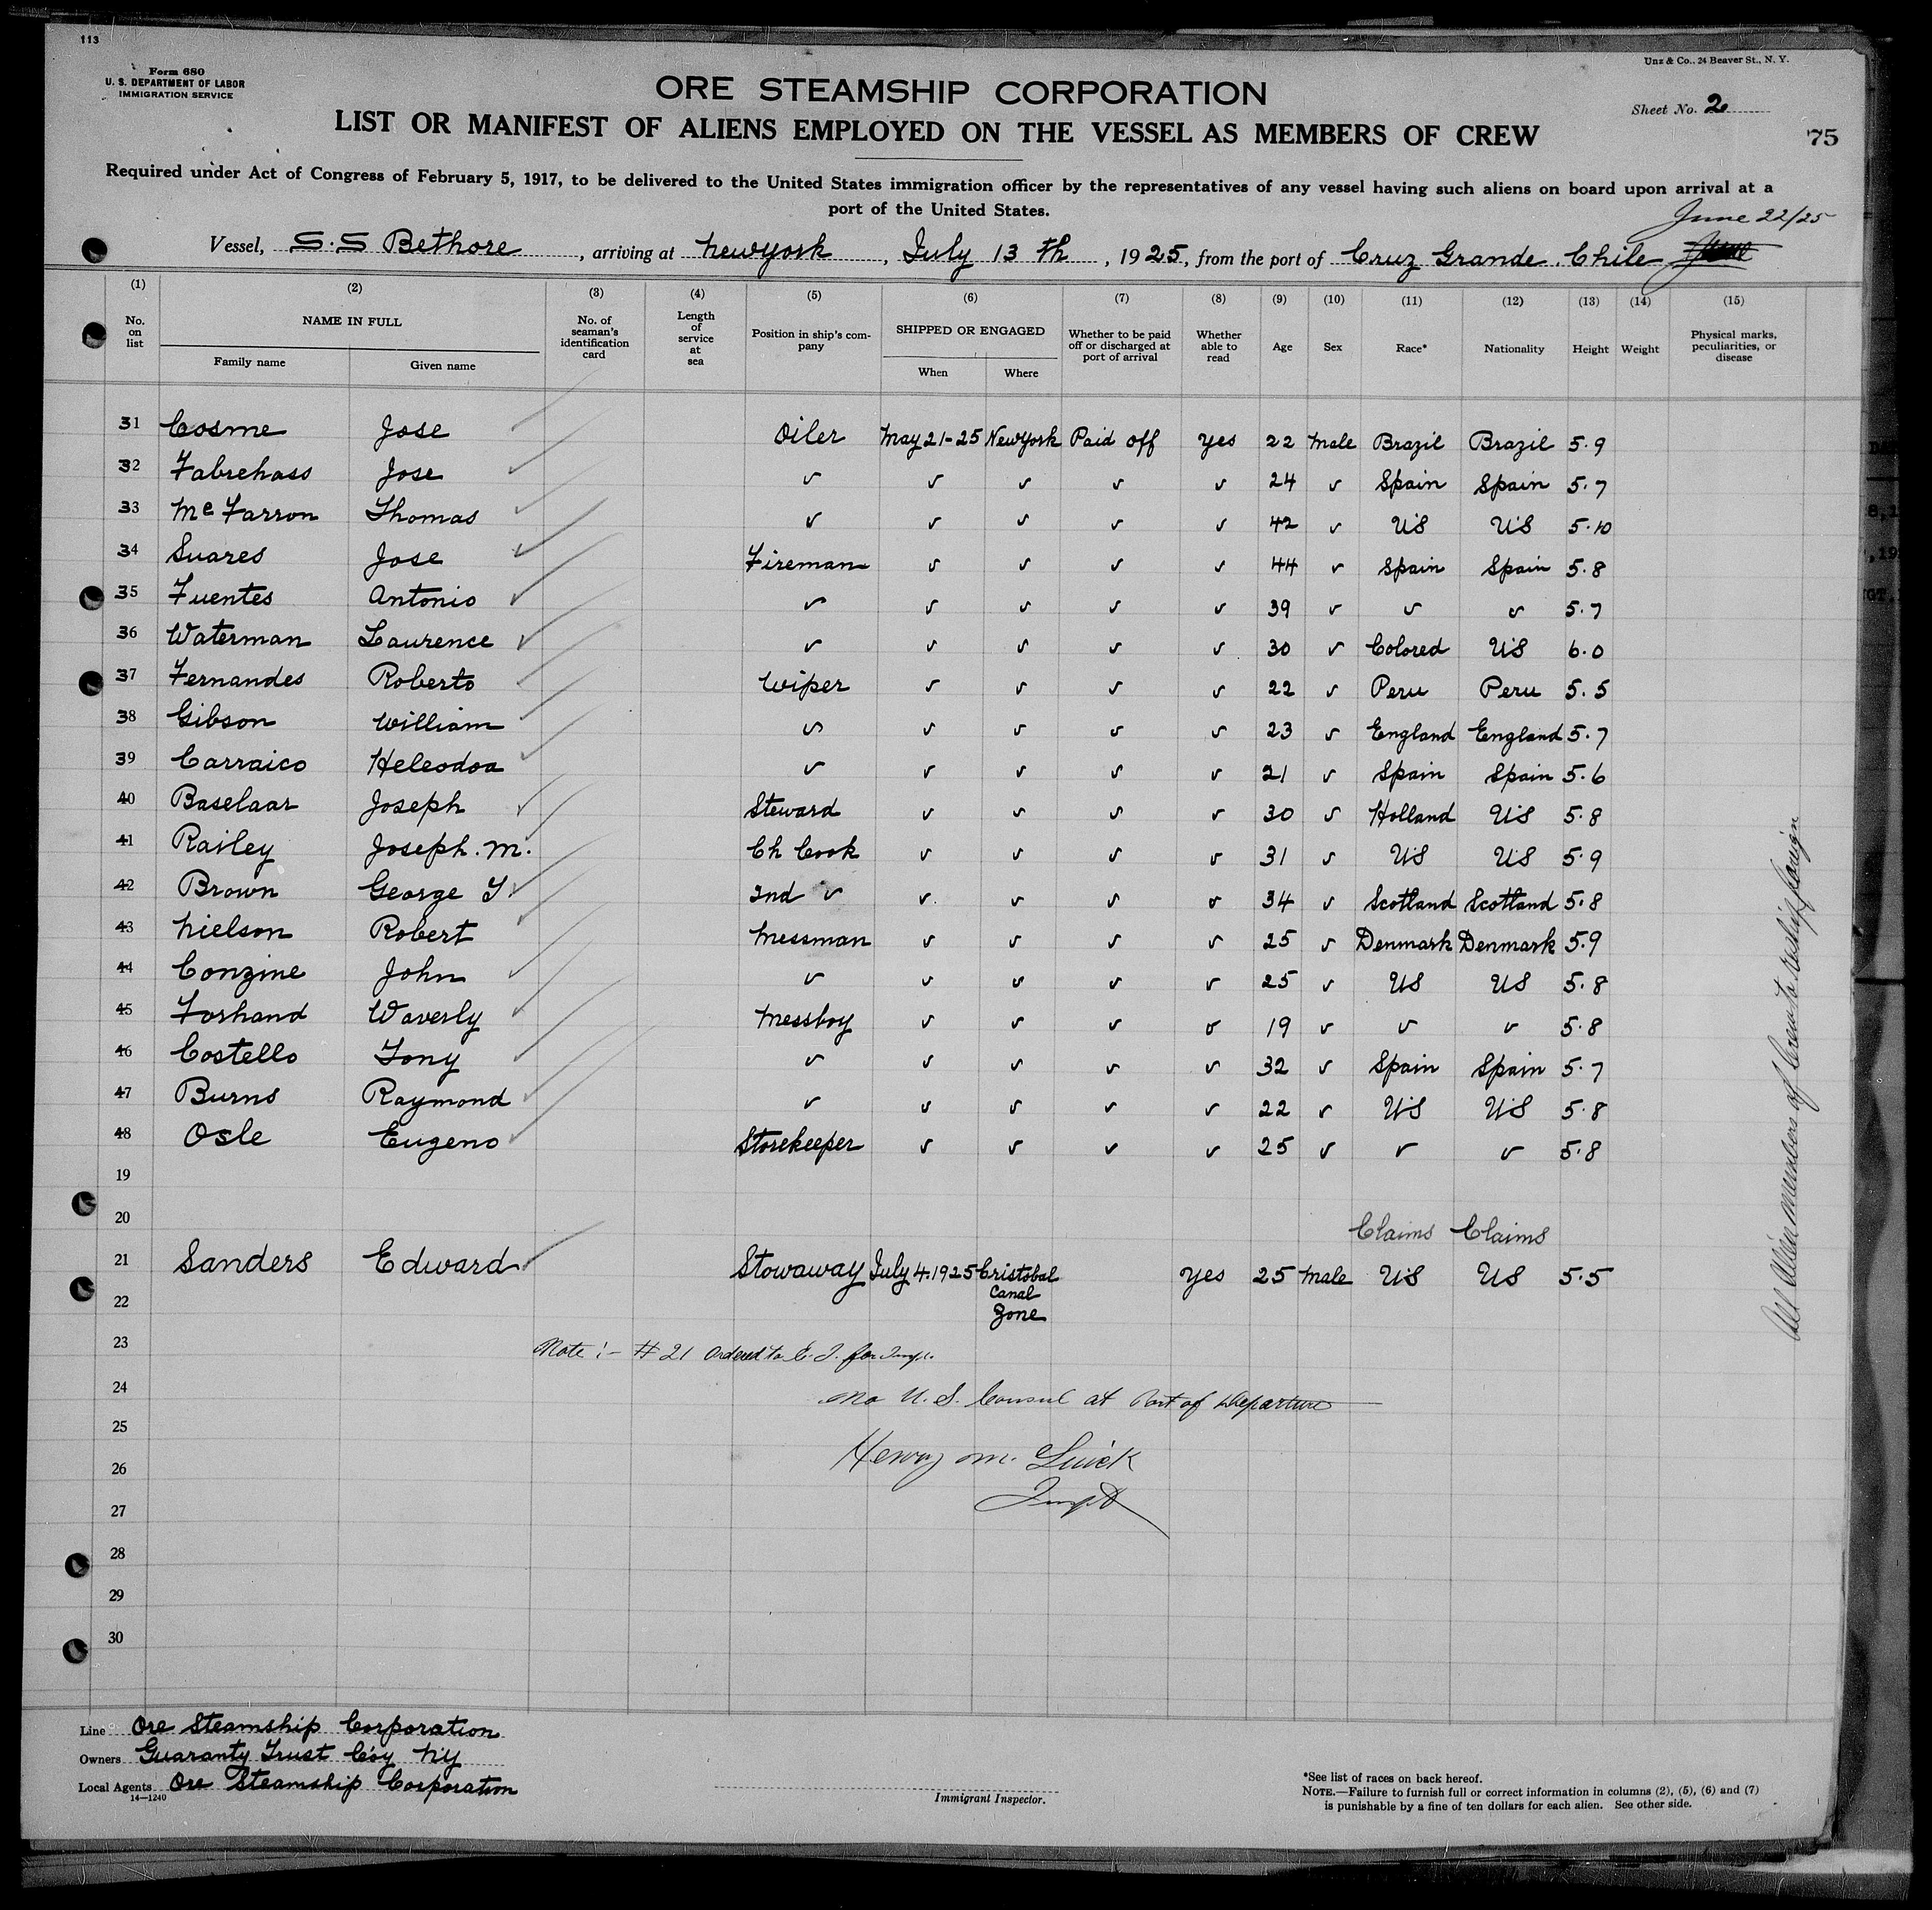 113
Form 680
U. S. DEPARTMENT OF LABOR
IMMIGRATION SERVICE
Unz & Co., 24 Beaver St., N. Y.
ORE STEAMSHIP CORPORATION
Sheet No. 2
LIST OR MANIFEST OF ALIENS EMPLOYED ON THE VESSEL AS MEMBERS OF CREW
75
Required under Act of Congress of February 5, 1917, to be delivered to the United States immigration officer by the representatives of any vessel having such aliens on board upon arrival at a
port of the United States.
June 22/25
Vessel, S.S Bethore, arriving at New york, July 13 th, 1925, from the port of Cruz Grande. Chile
(1) (2) (3) (4) (5) (6) (7) (8) (9) (10) (11) (12) (13) (14) (15)
No. on list NAME IN FULL Family name Given name No. of seaman's identification card Length of service at sea Position in ship's company SHIPPED OR ENGAGED When Where Whether to be paid off or discharged at port of arrival Whether able to read Age Sex Race* Nationality Height Weight Physical marks, peculiarities, or disease
31 Cosme Jose Oiler May 21-25 New York Paid off yes 22 male Brazil Brazil 5.9
32 Fabrehass Jose ✓ ✓ ✓ ✓ ✓ 24 ✓ Spain Spain 5.7
33 Mc Farron Thomas ✓ ✓ ✓ ✓ ✓ 42 ✓ US US 5.10
34 Suares Jose Fireman ✓ ✓ ✓ ✓ 44 ✓ Spain Spain 5.8
35 Fuentes Antonio ✓ ✓ ✓ ✓ ✓ 39 ✓ ✓ ✓ 5.7
36 Waterman Laurence ✓ ✓ ✓ ✓ ✓ 30 ✓ Colored US 6.0
37 Fernandes Roberto Wiper ✓ ✓ ✓ ✓ 22 ✓ Peru Peru 5.5
38 Gibson William ✓ ✓ ✓ ✓ ✓ 23 ✓ England England 5.7
39 Carraico Heleodoa ✓ ✓ ✓ ✓ ✓ 21 ✓ Spain Spain 5.6
40 Baselaar Joseph Steward ✓ ✓ ✓ ✓ 30 ✓ Holland US 5.8
41 Railey Joseph. M. Ch Cook ✓ ✓ ✓ ✓ 31 ✓ US US 5.9
42 Brown George Y 2nd ✓ ✓ ✓ ✓ ✓ 34 ✓ Scotland Scotland 5.8
43 Nielson Robert Messman ✓ ✓ ✓ ✓ 25 ✓ Denmark Denmark 5.9
44 Conzine John ✓ ✓ ✓ ✓ ✓ 25 ✓ US US 5.8
45 Forhand Waverly Messboy ✓ ✓ ✓ ✓ 19 ✓ ✓ ✓ 5.8
46 Costello Tony ✓ ✓ ✓ ✓ ✓ 32 ✓ Spain Spain 5.7
47 Burns Raymond ✓ ✓ ✓ ✓ ✓ 22 ✓ US US 5.8
48 Osle Eugeno Storekeeper ✓ ✓ ✓ ✓ 25 ✓ ✓ ✓ 5.8
19
20 Claims Claims
21 Sanders Edward Stowaway July 4.1925 Cristobal Canal Zone yes 25 male US US 5.5
22
23 Note :- # 21 Ordered to E. I. for Insp.
24 No U. S. Consul at Port of Departure
25
26 Henry M.
27 Inspt
28
29
30
All Alien members of Crew to reship foreign
Line Ore Steamship Corporation
Owners Guaranty Trust Coy NY
Local Agents Ore Steamship Corporation
14—1240
Immigrant Inspector.
*See list of races on back hereof.
NOTE.—Failure to furnish full or correct information in columns (2), (5), (6) and (7)
is punishable by a fine of ten dollars for each alien. See other side.